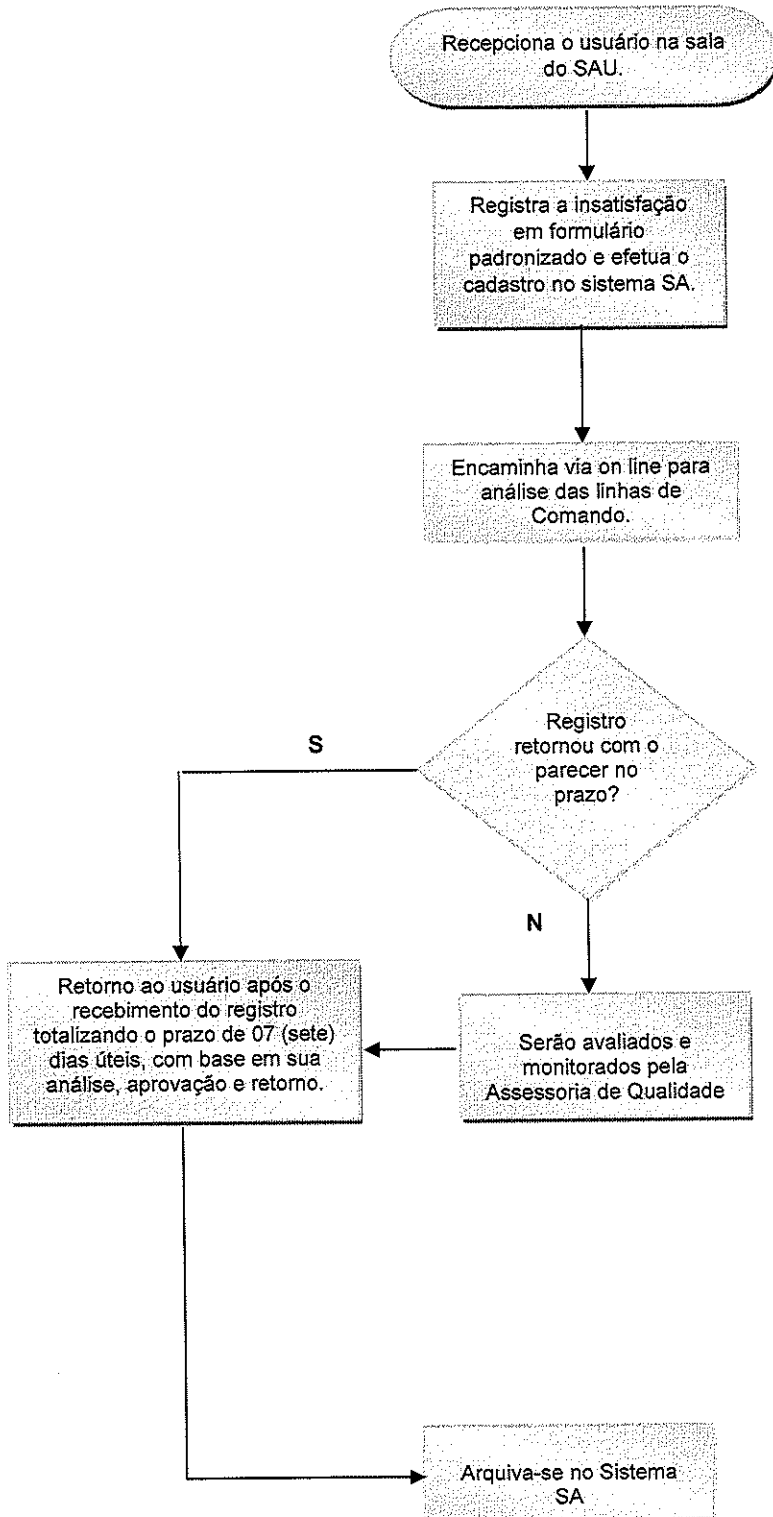 Recepciona o usuário na sala
do SAU.
Registra a insatisfação
em formulário
padronizado e efetua o
cadastro no sistema SA.
Encaminha via on line para
análise das linhas de
Comando.
Registro
retornou com o
parecer no
prazo?
S
N
Retorno ao usuário após o
recebimento do registro
totalizando o prazo de 07 (sete)
dias úteis, com base em sua
análise, aprovação e retorno.
Serão avaliados e
monitorados pela
Assessoria de Qualidade
Arquiva-se no Sistema
SA